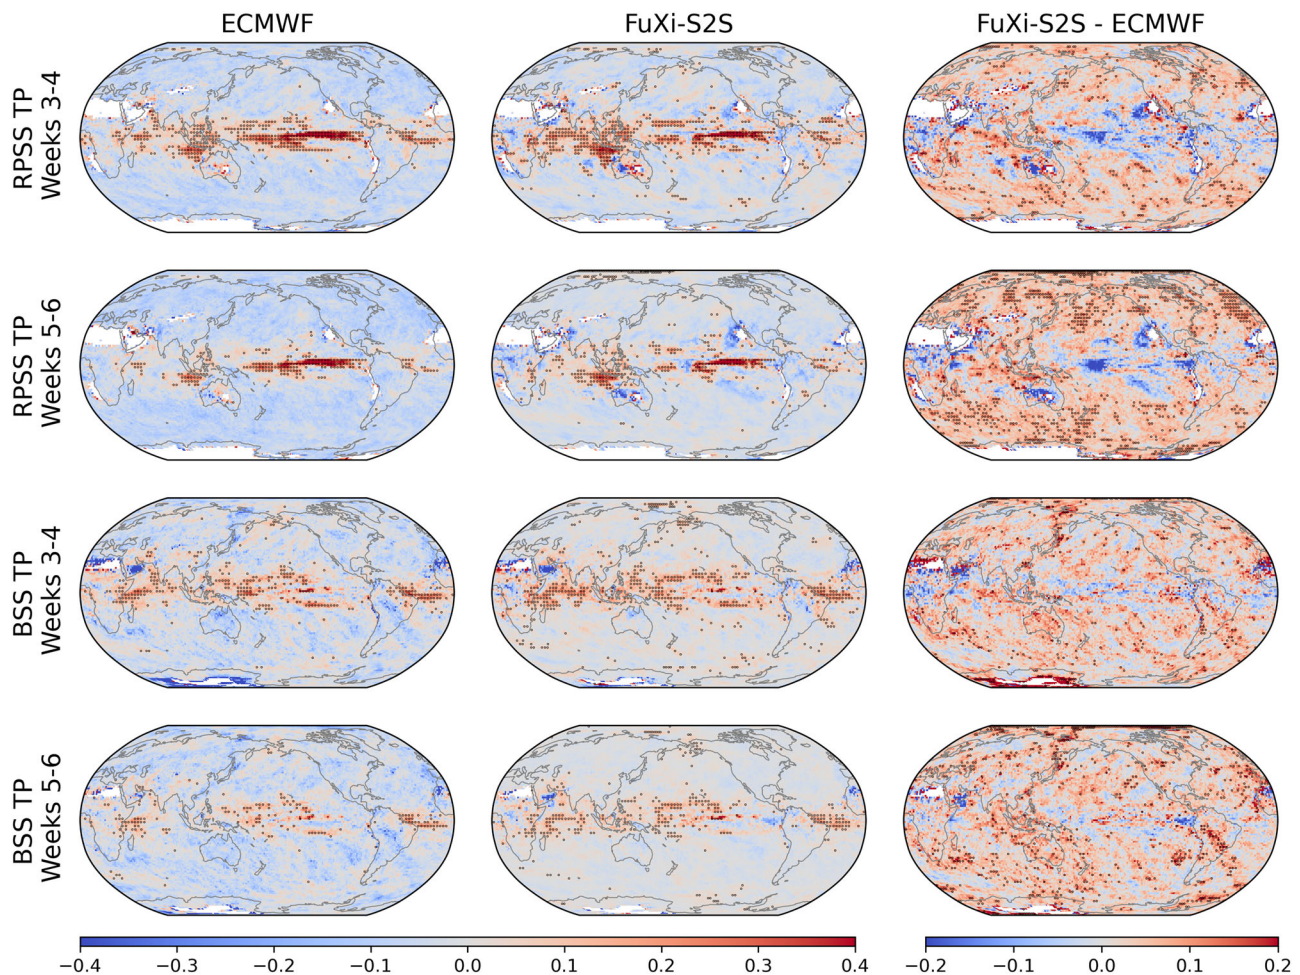 ECMWF
FuXi-S2S
FuXi-S2S - ECMWF
RPSS TP
Weeks 3-4
RPSS TP
Weeks 5-6
BSS TP
Weeks 3-4
BSS TP
Weeks 5-6
−0.4 −0.3 −0.2 −0.1 0.0 0.1 0.2 0.3 0.4
−0.2 −0.1 0.0 0.1 0.2